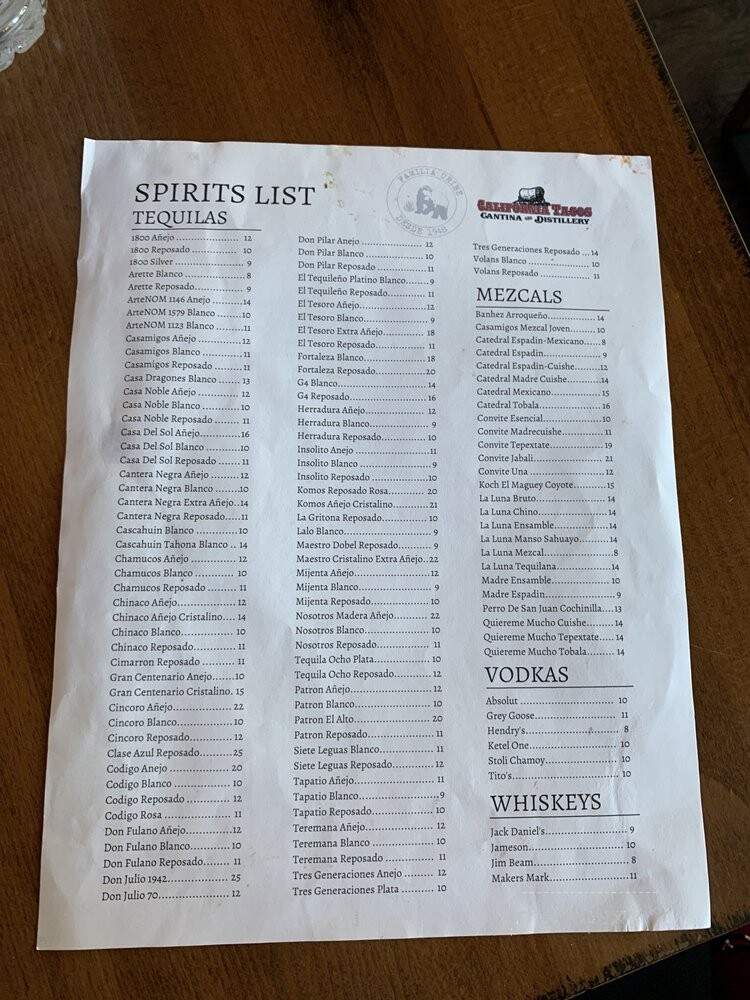 SPIRITS LIST
TEQUILAS
1800 Añejo ..................... 12
1800 Reposado ................ 10
1800 Silver ..................... 9
Arette Blanco .................. 8
Arette Reposado............... 9
ArteNOM 1146 Anejo .........14
ArteNOM 1579 Blanco .......10
ArteNOM 1123 Blanco ........11
Casamigos Añejo .............. 12
Casamigos Blanco ............. 11
Casamigos Reposado ......... 11
Casa Dragones Blanco ....... 13
Casa Noble Añejo ............. 12
Casa Noble Blanco ............ 10
Casa Noble Reposado ........ 11
Casa Del Sol Añejo.............16
Casa Del Sol Blanco...........10
Casa Del Sol Reposado ....... 11
Cantera Negra Añejo ......... 12
Cantera Negra Blanco ........10
Cantera Negra Extra Añejo..14
Cantera Negra Reposado.....11
Cascahuin Blanco .............10
Cascahuin Tahona Blanco .. 14
Chamucos Añejo .............. 12
Chamucos Blanco ............ 10
Chamucos Reposado ......... 11
Chinaco Añejo................. 12
Chinaco Añejo Cristalino.... 14
Chinaco Blanco................ 10
Chinaco Reposado............. 11
Cimarron Reposado .......... 11
Gran Centenario Anejo.......10
Gran Centenario Cristalino. 15
Cincoro Añejo.................. 22
Cincoro Blanco.................10
Cincoro Reposado............. 12
Clase Azul Reposado..........25
Codigo Anejo .................. 20
Codigo Blanco ................ 10
Codigo Reposado ............. 12
Codigo Rosa ................... 11
Don Fulano Añejo..............12
Don Fulano Blanco............ 10
Don Fulano Reposado........ 11
Don Julio 1942.................. 25
Don Julio 70..................... 12
Don Pilar Anejo ................ 12
Don Pilar Blanco ............... 10
Don Pilar Reposado ............11
El Tequileño Platino Blanco.......9
El Tequileño Reposado.......... 11
El Tesoro Añejo................. 12
El Tesoro Blanco................ 9
El Tesoro Extra Añejo.......... 18
El Tesoro Reposado............. 11
Fortaleza Blanco................ 18
Fortaleza Reposado.............20
G4 Blanco........................ 14
G4 Reposado..................... 16
Herradura Añejo................ 12
Herradura Blanco............... 9
Herradura Reposado............ 10
Insolito Anejo ...................11
Insolito Blanco .................. 9
Insolito Reposado ...............10
Komos Reposado Rosa.......... 20
Komos Añejo Cristalino.........21
La Gritona Reposado............ 10
Lalo Blanco....................... 9
Maestro Dobel Reposado........ 9
Maestro Cristalino Extra Añejo..22
Mijenta Añejo....................12
Mijenta Blanco................... 9
Mijenta Reposado................ 10
Nosotros Madera Añejo.......... 22
Nosotros Blanco.................. 10
Nosotros Reposado............... 11
Tequila Ocho Plata............... 10
Tequila Ocho Reposado.......... 12
Patron Añejo...................... 12
Patron Blanco..................... 10
Patron El Alto..................... 20
Patron Reposado.................. 11
Siete Leguas Blanco.............. 11
Siete Leguas Reposado........... 12
Tapatio Añejo..................... 11
Tapatio Blanco.....................9
Tapatio Reposado................. 10
Teremana Añejo................... 12
Teremana Blanco ................. 10
Teremana Reposado .............. 11
Tres Generaciones Anejo ......... 12
Tres Generaciones Plata .......... 10
FAMILIA URIBE
DESDE 1948
CALIFORNIA TACOS
CANTINA AND DISTILLERY
Tres Generaciones Reposado ... 14
Volans Blanco .................. 10
Volans Reposado ............... 11
MEZCALS
Banhez Arroqueño.............. 14
Casamigos Mezcal Joven......... 10
Catedral Espadin-Mexicano..... 8
Catedral Espadin................. 9
Catedral Espadin-Cuishe........12
Catedral Madre Cuishe...........14
Catedral Mexicano............... 15
Catedral Tobala.................. 16
Convite Esencial..................10
Convite Madrecuishe............. 11
Convite Tepextate................ 19
Convite Jabali.................... 21
Convite Una ...................... 12
Koch El Maguey Coyote...........15
La Luna Bruto.................... 14
La Luna Chino.................... 14
La Luna Ensamble................ 14
La Luna Manso Sahuayo......... 14
La Luna Mezcal...................8
La Luna Tequilana............... 14
Madre Ensamble................. 10
Madre Espadin................... 9
Perro De San Juan Cochinilla....13
Quiereme Mucho Cuishe......... 14
Quiereme Mucho Tepextate..... 14
Quiereme Mucho Tobala......... 14
VODKAS
Absolut .......................... 10
Grey Goose....................... 11
Hendry's.......................... 8
Ketel One......................... 10
Stoli Chamoy..................... 10
Tito's.............................. 10
WHISKEYS
Jack Daniel's..................... 9
Jameson........................... 10
Jim Beam.......................... 8
Makers Mark......................11